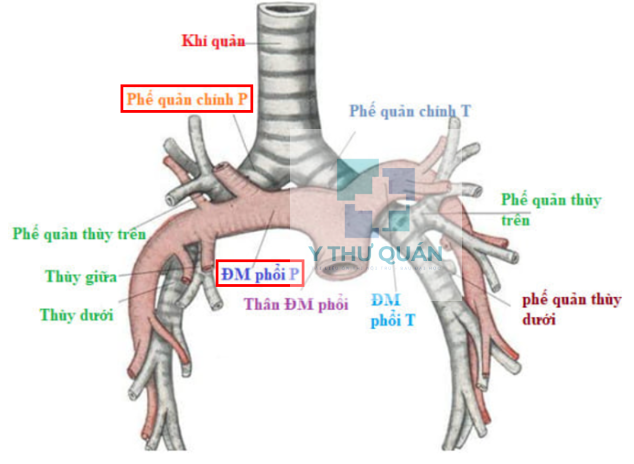 Khí quản
Phế quản chính P
Phế quản chính T
Phế quản thùy
trên
Phế quản thùy trên
Y THƯ QUÁN
Thùy giữa
ĐM phổi P
Thân ĐM phổi
ĐM
phổi T
phế quản thùy
dưới
Thùy dưới